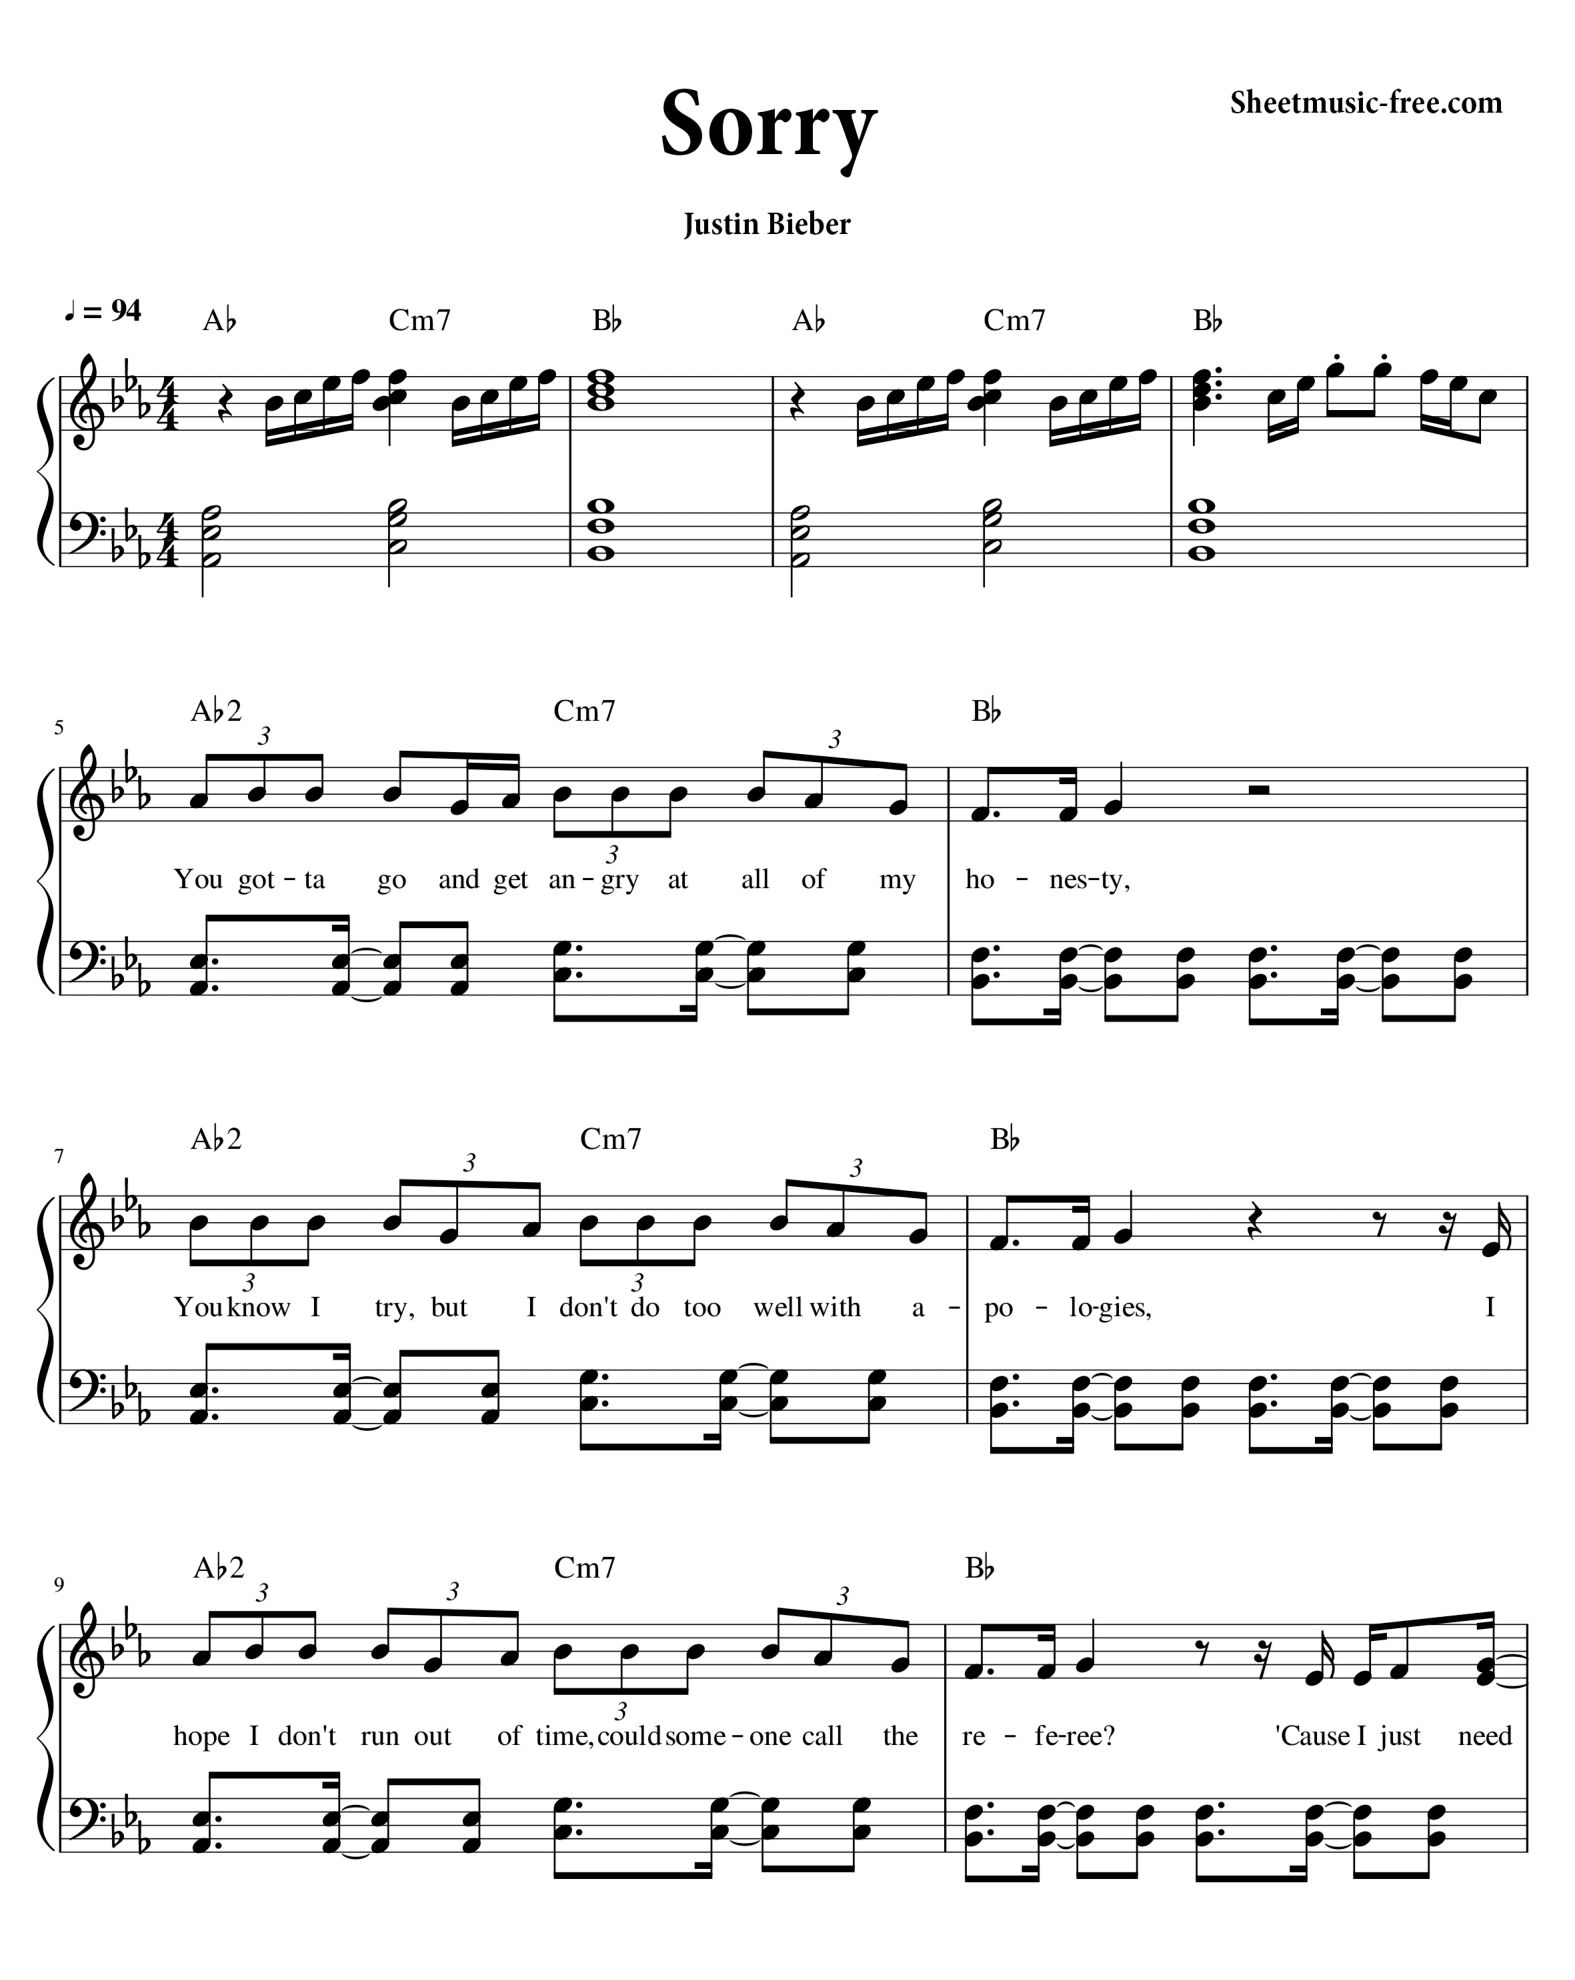 Sorry
Sheetmusic-free.com
Justin Bieber
♩ = 94
A♭ Cm7 B♭ A♭ Cm7 B♭
4 4
4 4
5 A♭2 Cm7 B♭
3 3
3
You got - ta go and get an - gry at all of my ho - nes - ty,
7 A♭2 Cm7 B♭
3 3
3 3
You know I try, but I don't do too well with a - po - lo - gies, I
9 A♭2 Cm7 B♭
3 3 3
3
hope I don't run out of time, could some - one call the re - fe - ree? 'Cause I just need